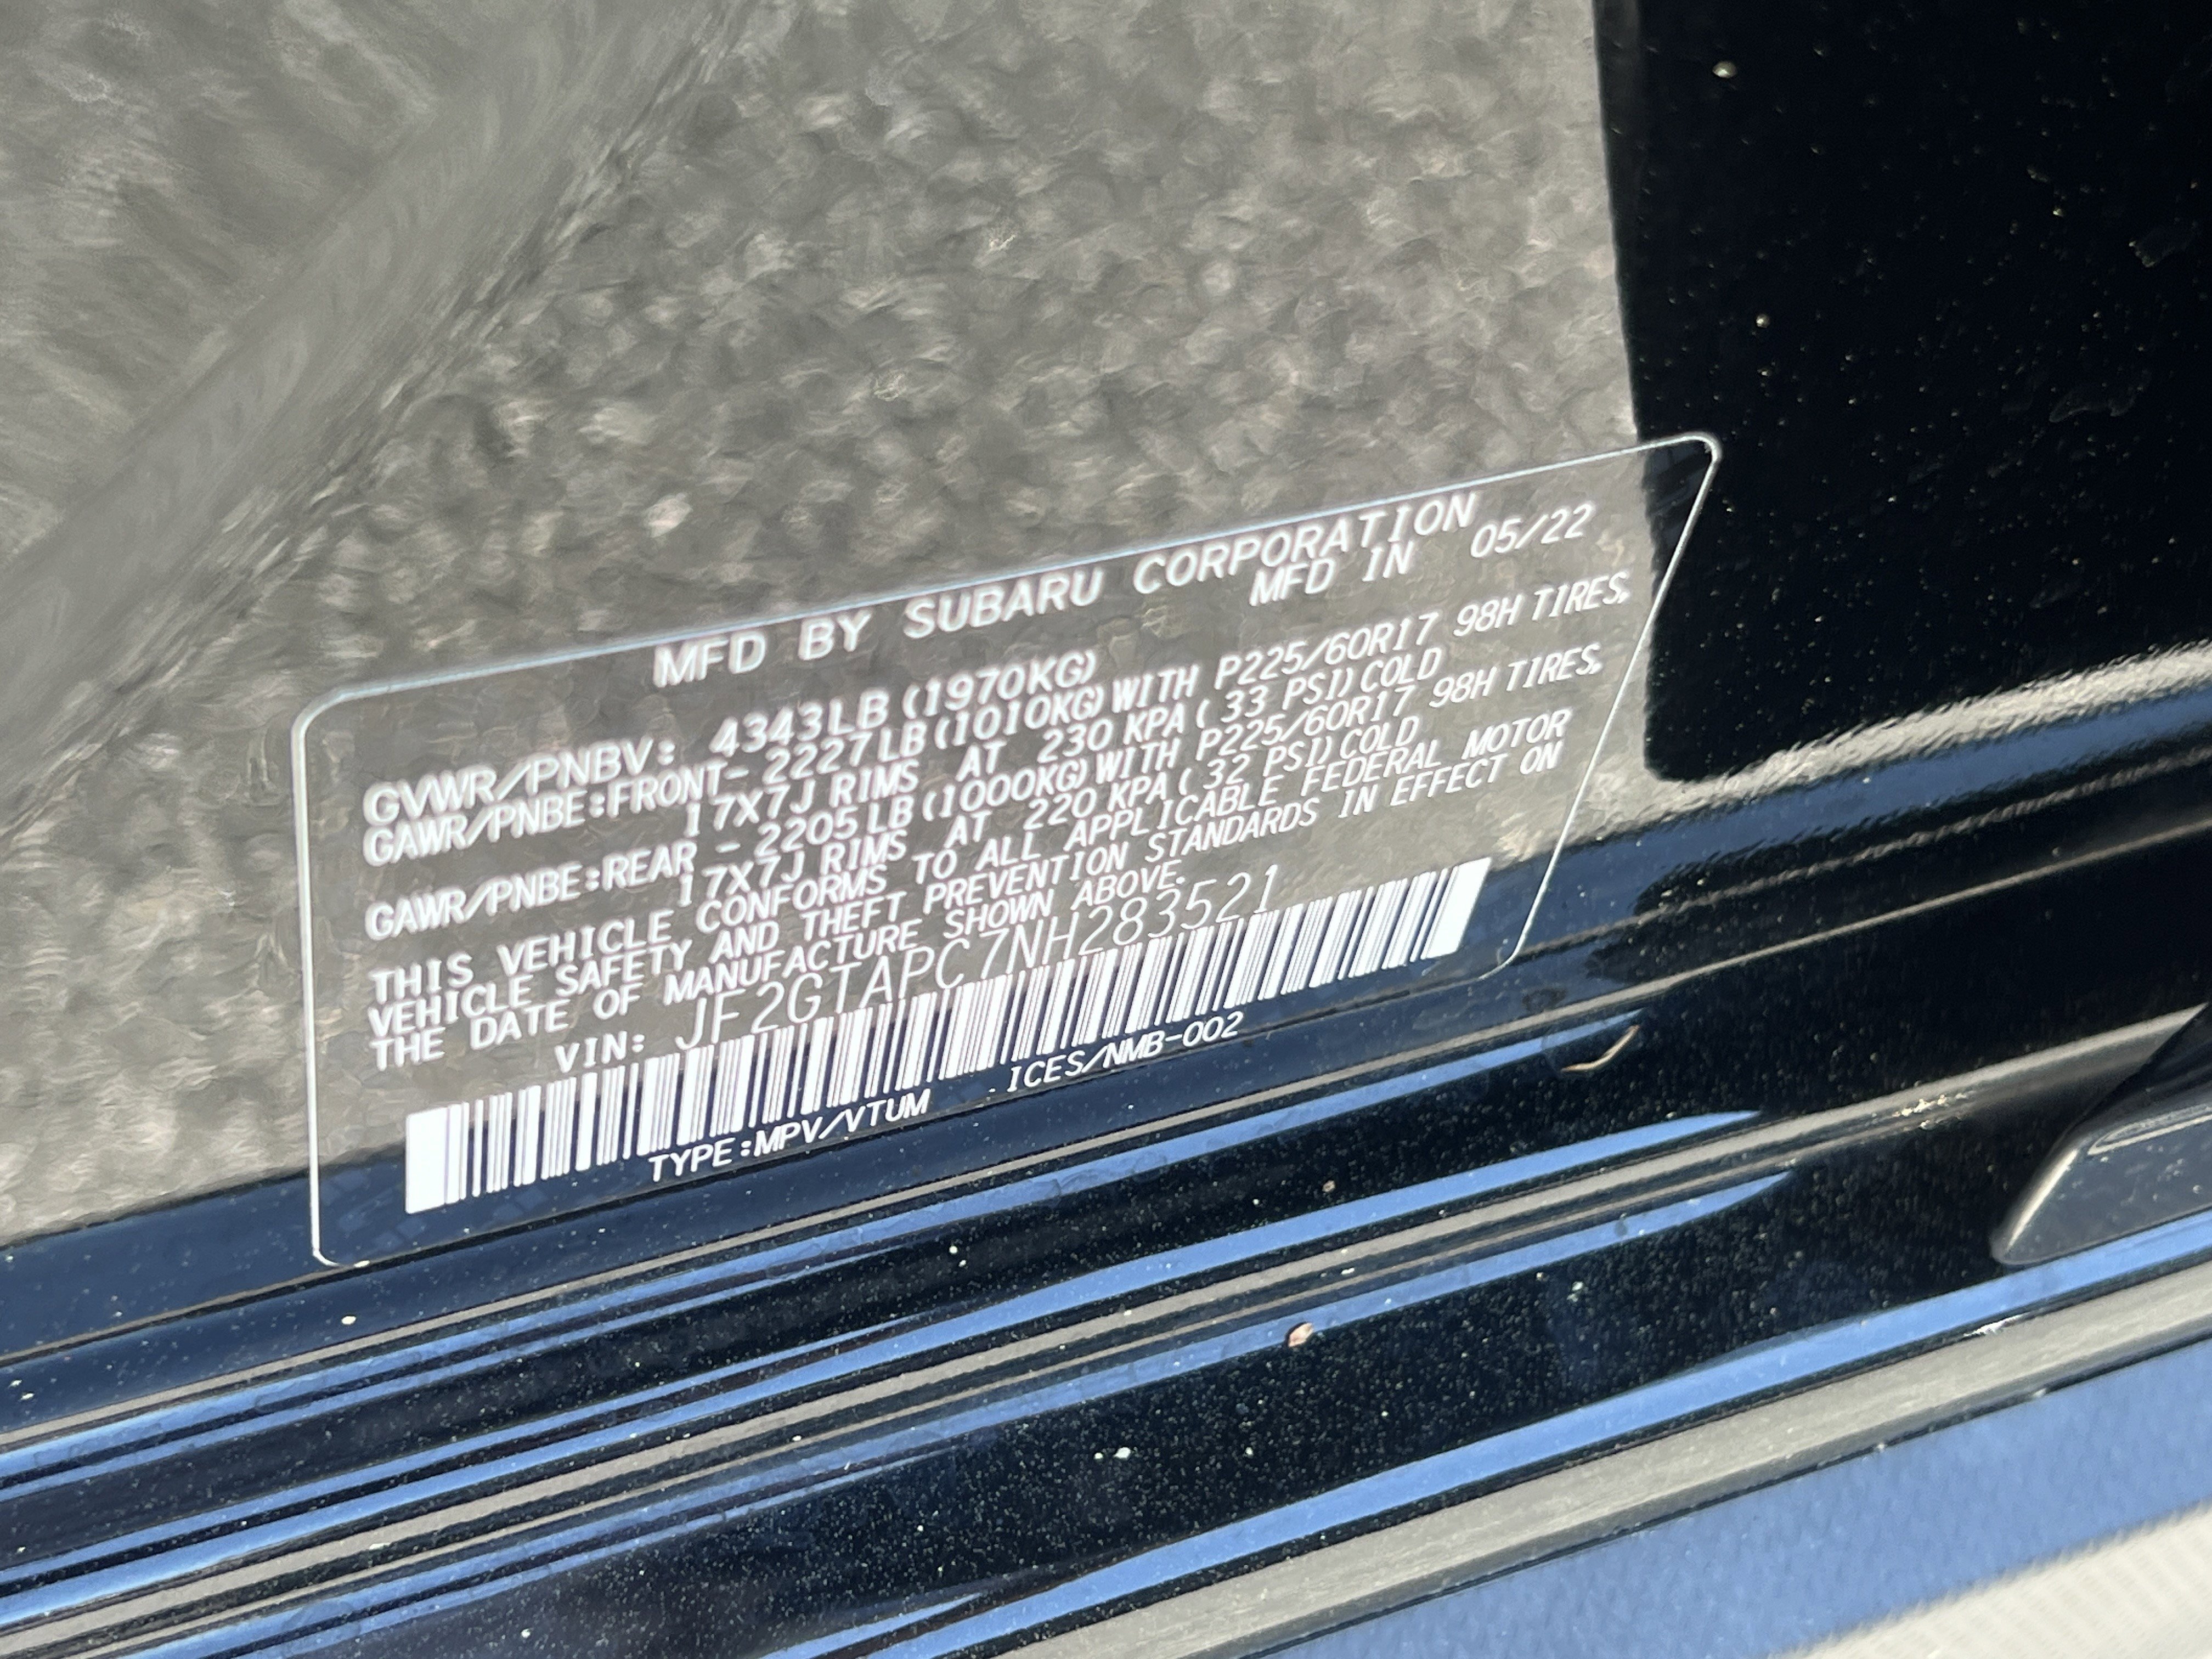 MFD BY SUBARU CORPORATION
MFD IN 05/22
GVWR/PNBV: 4343LB (1970KG)
GAWR/PNBE:FRONT- 2227LB (1010KG) WITH P225/60R17 98H TIRES,
17X7J RIMS AT 230 KPA ( 33 PSI) COLD
GAWR/PNBE:REAR - 2205LB (1000KG) WITH P225/60R17 98H TIRES,
17X7J RIMS AT 220 KPA ( 32 PSI) COLD
THIS VEHICLE CONFORMS TO ALL APPLICABLE FEDERAL MOTOR
VEHICLE SAFETY AND THEFT PREVENTION STANDARDS IN EFFECT ON
THE DATE OF MANUFACTURE SHOWN ABOVE.
VIN: JF2GTAPC7NH283521
TYPE:MPV/VTUM ICES/NMB-002